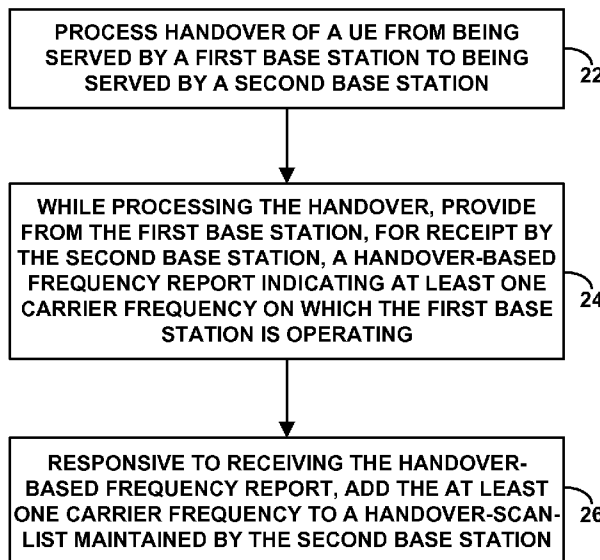 PROCESS HANDOVER OF A UE FROM BEING
SERVED BY A FIRST BASE STATION TO BEING
SERVED BY A SECOND BASE STATION
22
WHILE PROCESSING THE HANDOVER, PROVIDE
FROM THE FIRST BASE STATION, FOR RECEIPT BY
THE SECOND BASE STATION, A HANDOVER-BASED
FREQUENCY REPORT INDICATING AT LEAST ONE
CARRIER FREQUENCY ON WHICH THE FIRST BASE
STATION IS OPERATING
24
RESPONSIVE TO RECEIVING THE HANDOVER-
BASED FREQUENCY REPORT, ADD THE AT LEAST
ONE CARRIER FREQUENCY TO A HANDOVER-SCAN-
LIST MAINTAINED BY THE SECOND BASE STATION
26